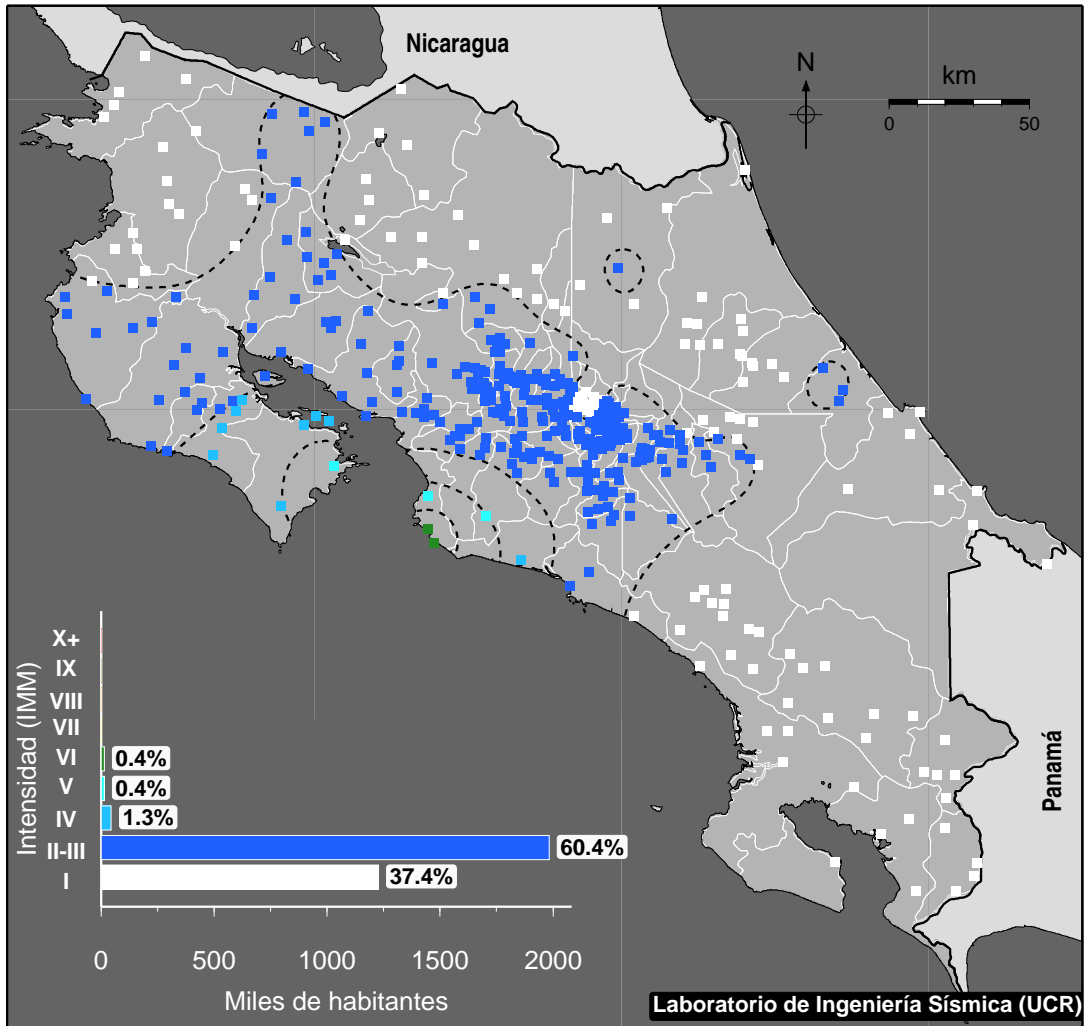 Nicaragua
N
km
0 50
Panamá
Intensidad (IMM)
X+
IX
VIII
VII
VI 0.4%
V 0.4%
IV 1.3%
II-III 60.4%
I 37.4%
0 500 1000 1500 2000
Miles de habitantes
Laboratorio de Ingeniería Sísmica (UCR)